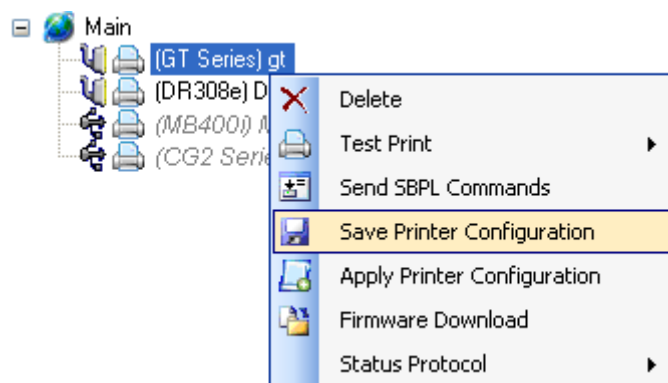 Main
(GT Series) gt
(DR308e) D
(MB400i)
(CG2 Serie
Delete
Test Print
Send SBPL Commands
Save Printer Configuration
Apply Printer Configuration
Firmware Download
Status Protocol